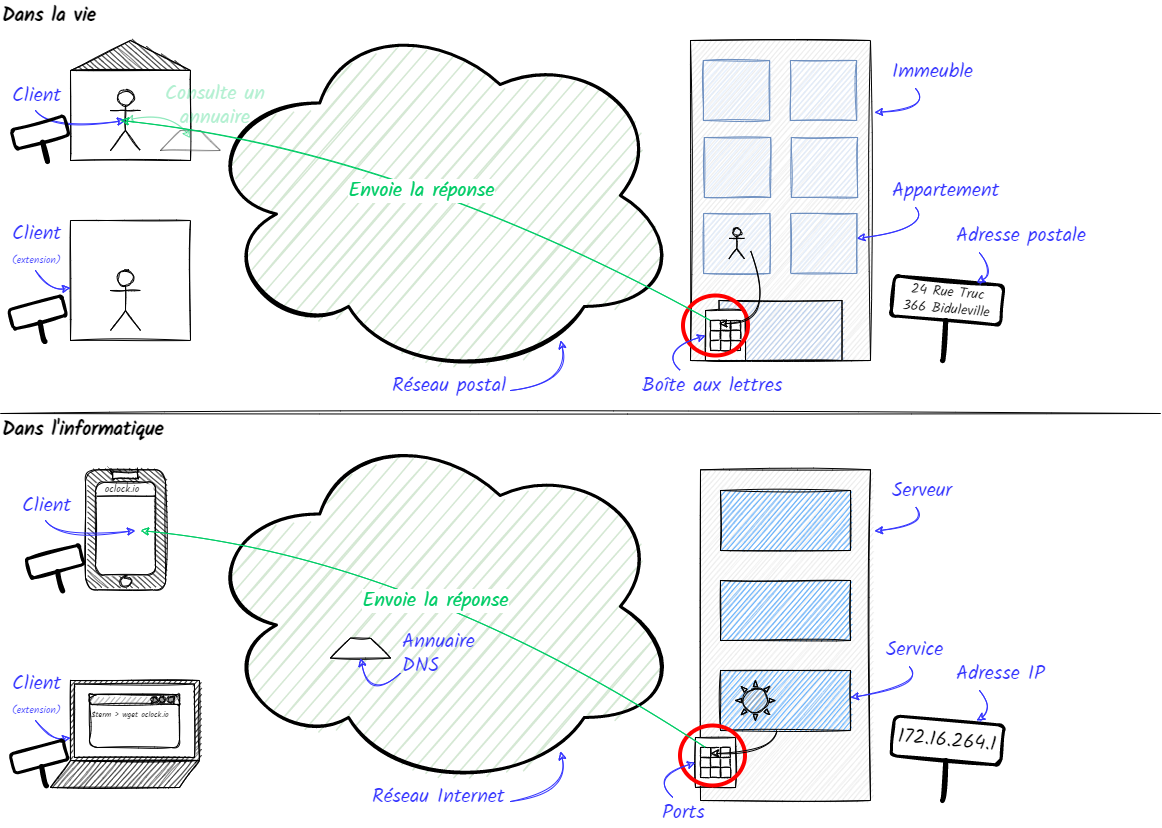 Dans la vie
Client
Consulte un
annuaire
Immeuble
Envoie la réponse
Appartement
Client
(extension)
Adresse postale
24 Rue Truc
366 Biduleville
Réseau postal
Boîte aux lettres
Dans l'informatique
oclock.io
Client
Serveur
Envoie la réponse
Annuaire
DNS
Service
Adresse IP
Client
(extension)
$term > wget oclock.io
172.16.264.1
Réseau Internet
Ports